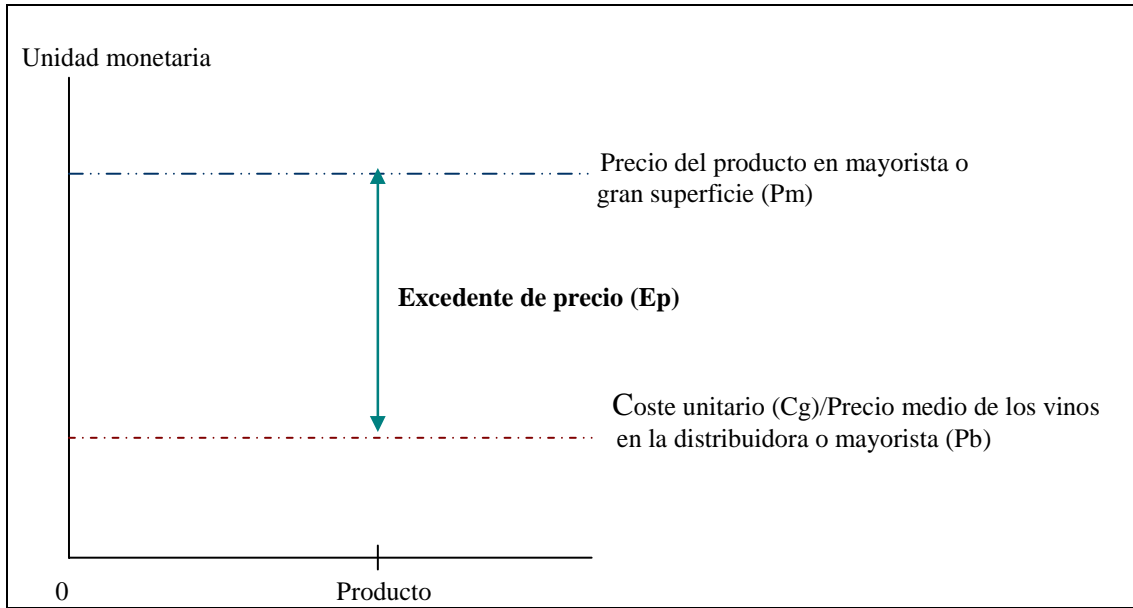 Unidad monetaria
Precio del producto en mayorista o
gran superficie (Pm)
Excedente de precio (Ep)
Coste unitario (Cg)/Precio medio de los vinos
en la distribuidora o mayorista (Pb)
0
Producto